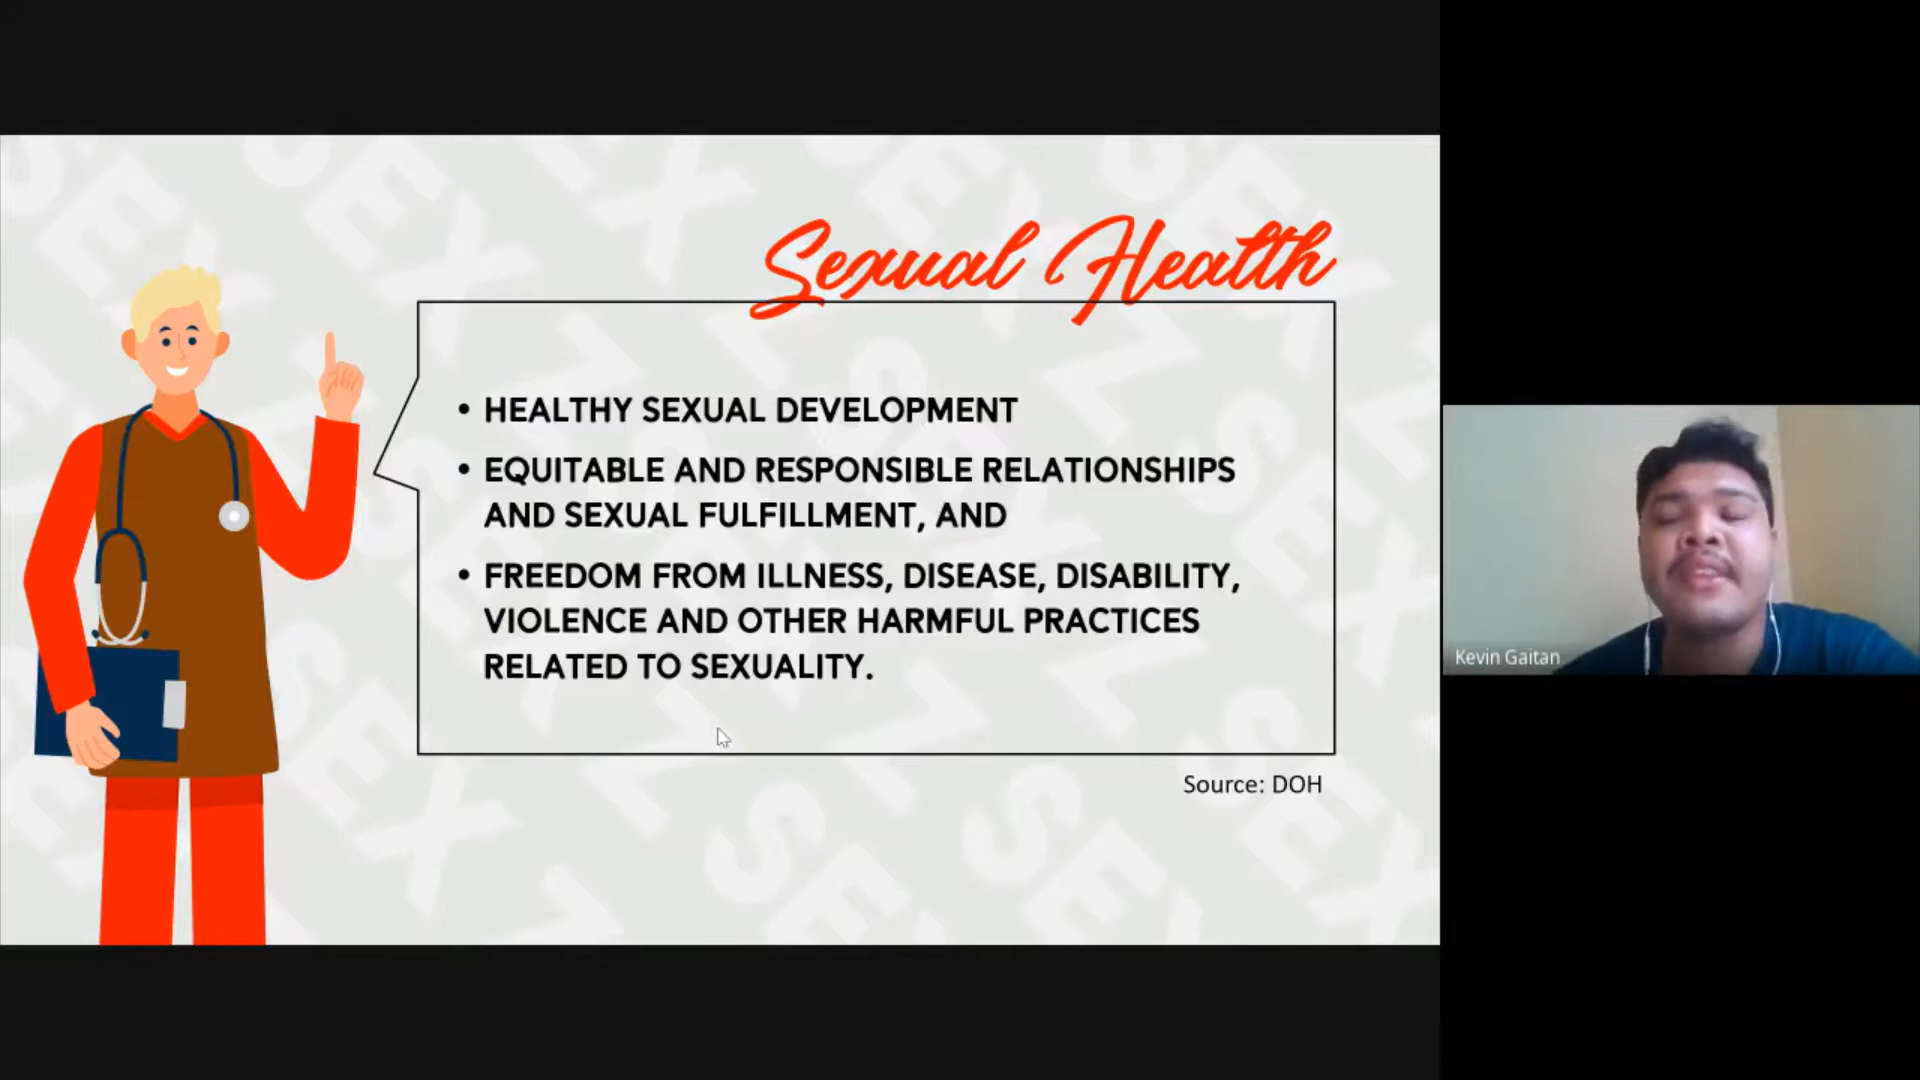 Sexual Health
• HEALTHY SEXUAL DEVELOPMENT
• EQUITABLE AND RESPONSIBLE RELATIONSHIPS
AND SEXUAL FULFILLMENT, AND
• FREEDOM FROM ILLNESS, DISEASE, DISABILITY,
VIOLENCE AND OTHER HARMFUL PRACTICES
RELATED TO SEXUALITY.
Source: DOH
Kevin Gaitan